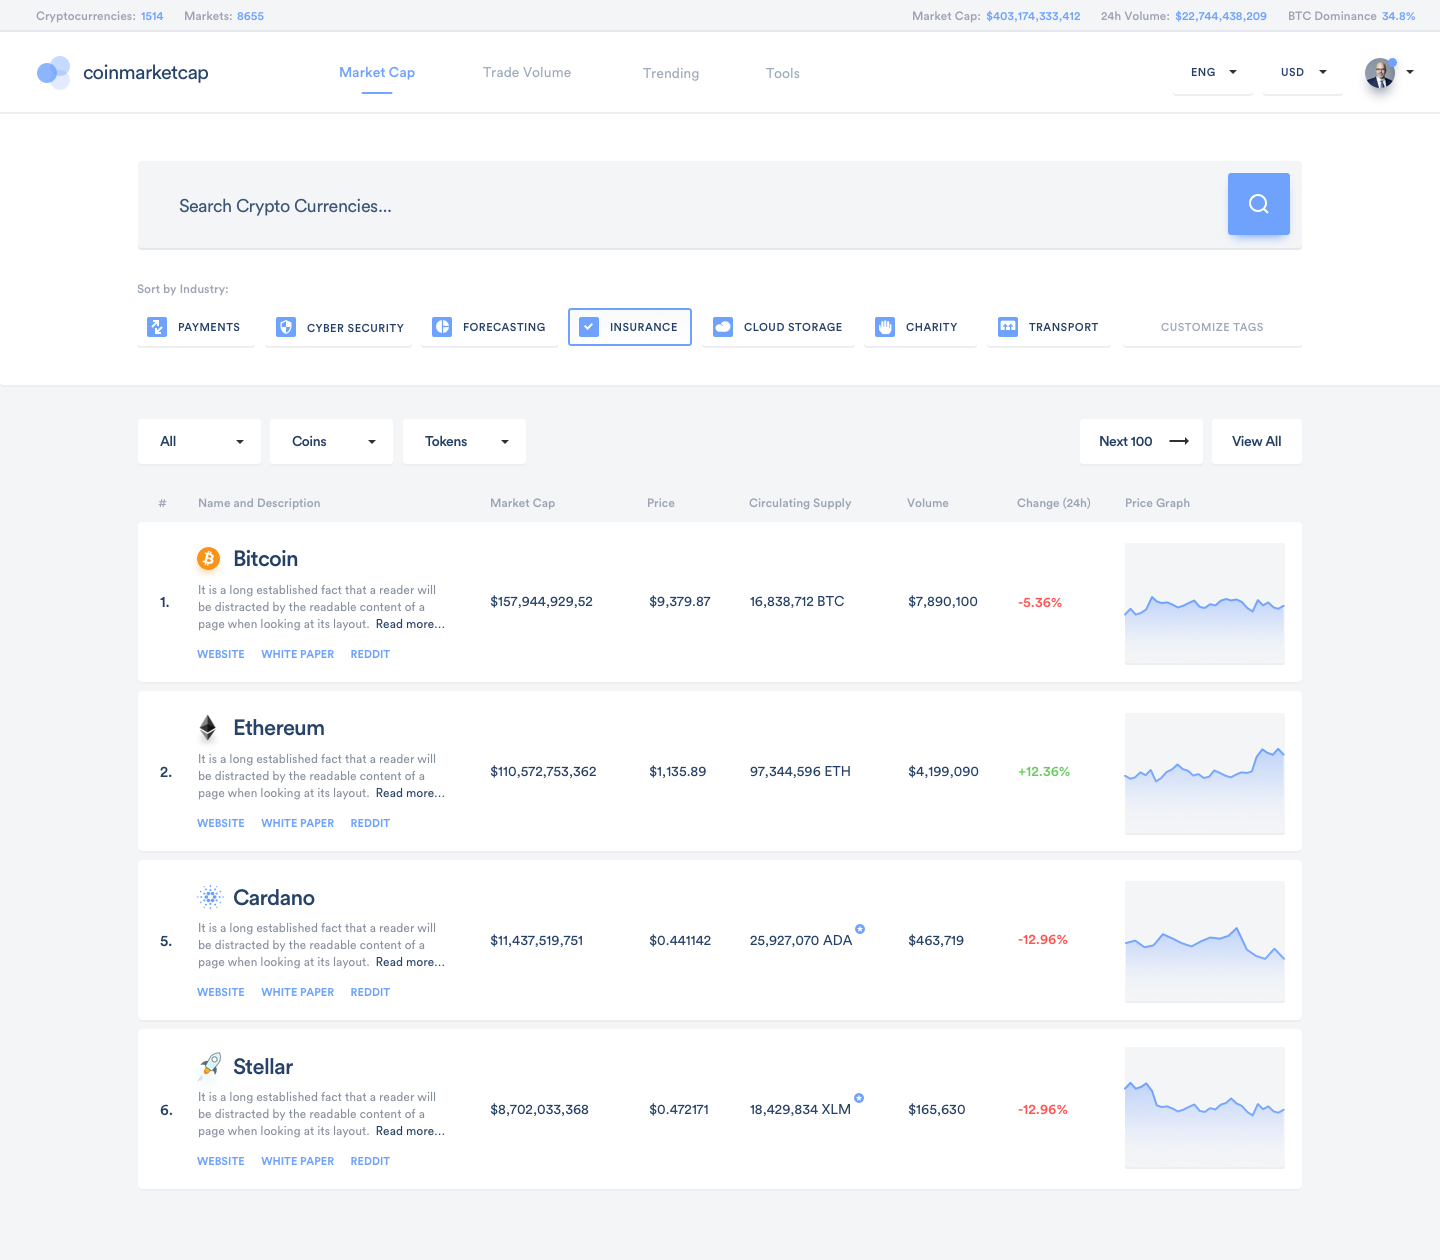 Cryptocurrencies: 1514 Markets: 8655 Market Cap: $403,174,333,412 24h Volume: $22,744,438,209 BTC Dominance 34.8%
coinmarketcap Market Cap Trade Volume Trending Tools ENG USD
Search Crypto Currencies...
Sort by Industry:
PAYMENTS CYBER SECURITY FORECASTING INSURANCE CLOUD STORAGE CHARITY TRANSPORT CUSTOMIZE TAGS
All Coins Tokens Next 100 View All
# Name and Description Market Cap Price Circulating Supply Volume Change (24h) Price Graph
Bitcoin
It is a long established fact that a reader will
1. be distracted by the readable content of a $157,944,929,52 $9,379.87 16,838,712 BTC $7,890,100 -5.36%
page when looking at its layout. Read more...
WEBSITE WHITE PAPER REDDIT
Ethereum
It is a long established fact that a reader will
2. be distracted by the readable content of a $110,572,753,362 $1,135.89 97,344,596 ETH $4,199,090 +12.36%
page when looking at its layout. Read more...
WEBSITE WHITE PAPER REDDIT
Cardano
It is a long established fact that a reader will
5. be distracted by the readable content of a $11,437,519,751 $0.441142 25,927,070 ADA $463,719 -12.96%
page when looking at its layout. Read more...
WEBSITE WHITE PAPER REDDIT
Stellar
It is a long established fact that a reader will
6. be distracted by the readable content of a $8,702,033,368 $0.472171 18,429,834 XLM $165,630 -12.96%
page when looking at its layout. Read more...
WEBSITE WHITE PAPER REDDIT